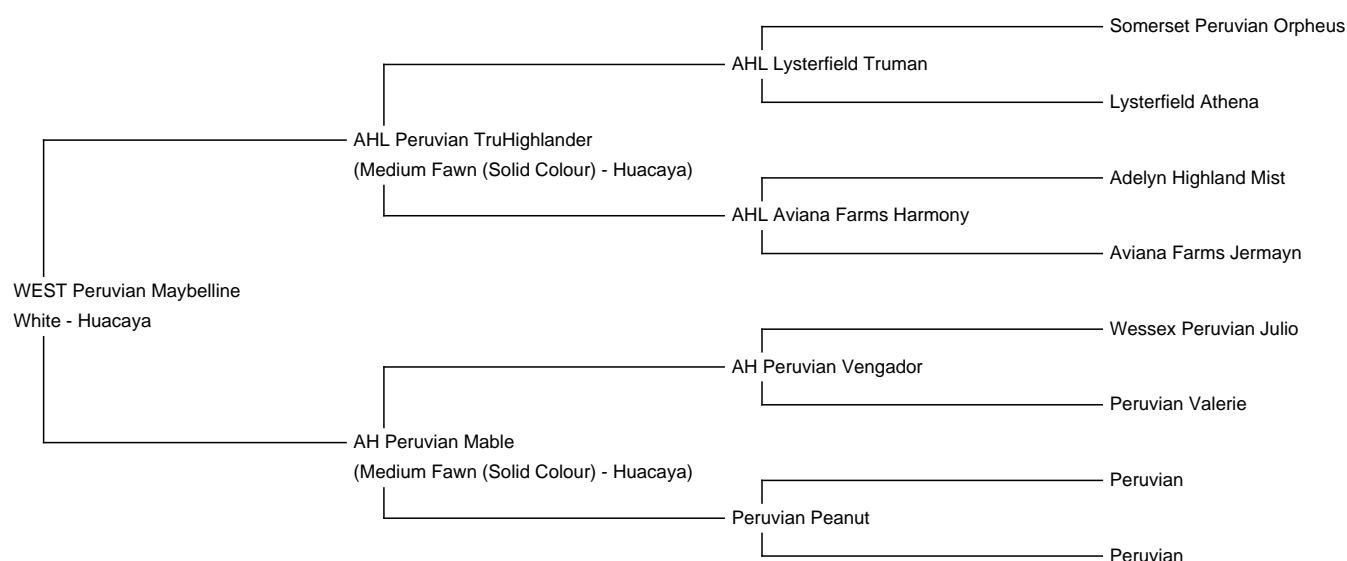 Somerset Peruvian Orpheus
AHL Lysterfield Truman
Lysterfield Athena
AHL Peruvian TruHighlander
(Medium Fawn (Solid Colour) - Huacaya)
Adelyn Highland Mist
AHL Aviana Farms Harmony
Aviana Farms Jermayn
WEST Peruvian Maybelline
White - Huacaya
Wessex Peruvian Julio
AH Peruvian Vengador
Peruvian Valerie
AH Peruvian Mable
(Medium Fawn (Solid Colour) - Huacaya)
Peruvian
Peruvian Peanut
Peruvian